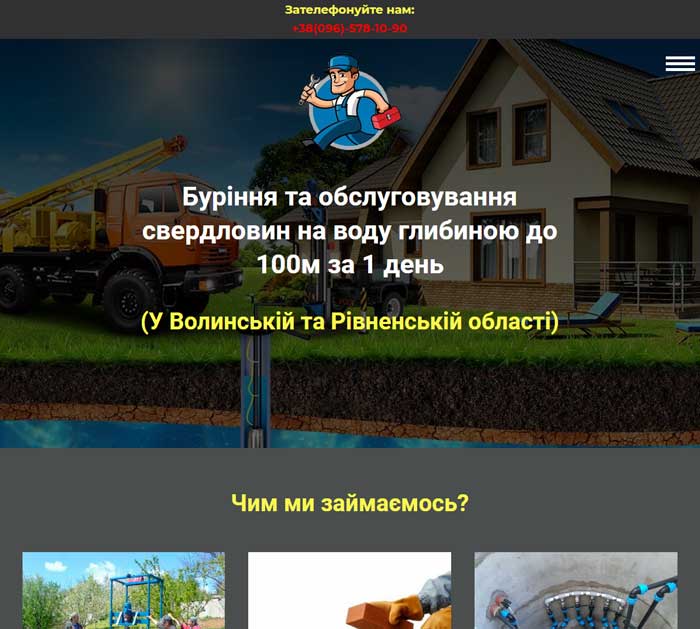 Зателефонуйте нам:
+38(096)-578-10-90
Буріння та обслуговування
свердловин на воду глибиною до
100м за 1 день
(У Волинській та Рівненській області)
Чим ми займаємось?